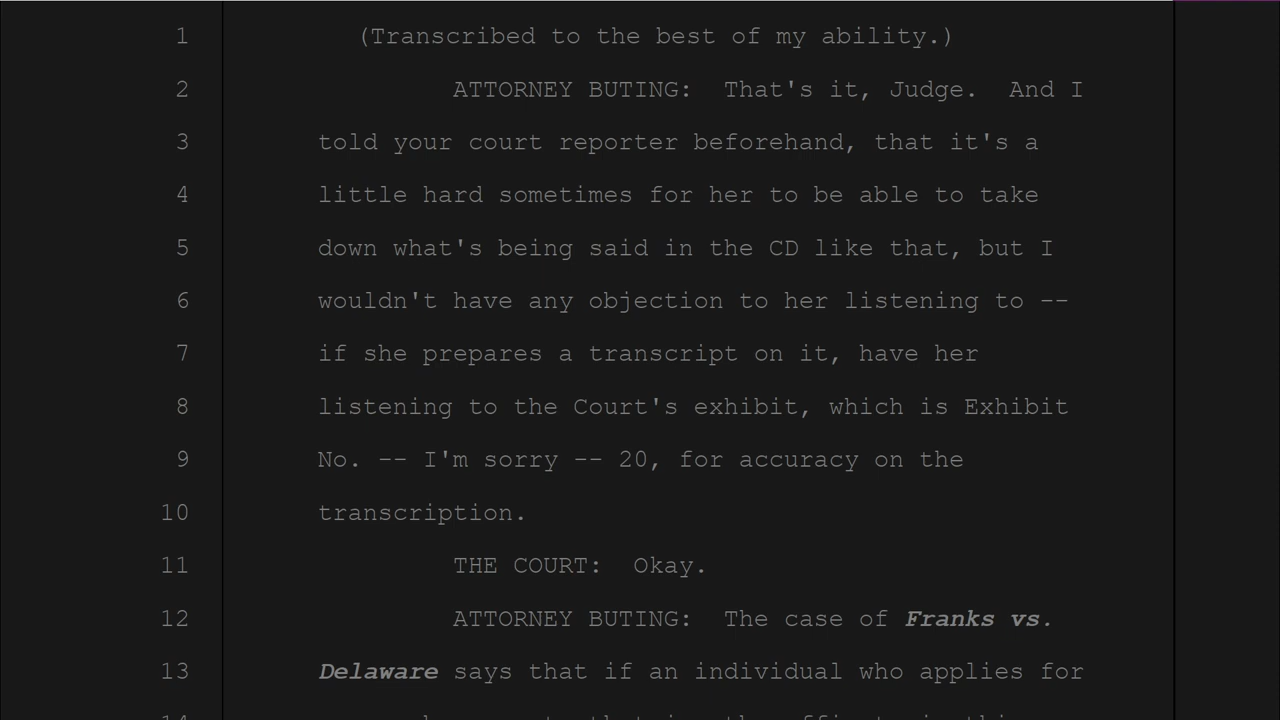 1 (Transcribed to the best of my ability.)
2 ATTORNEY BUTING: That's it, Judge. And I
3 told your court reporter beforehand, that it's a
4 little hard sometimes for her to be able to take
5 down what's being said in the CD like that, but I
6 wouldn't have any objection to her listening to --
7 if she prepares a transcript on it, have her
8 listening to the Court's exhibit, which is Exhibit
9 No. -- I'm sorry -- 20, for accuracy on the
10 transcription.
11 THE COURT: Okay.
12 ATTORNEY BUTING: The case of Franks vs.
13 Delaware says that if an individual who applies for